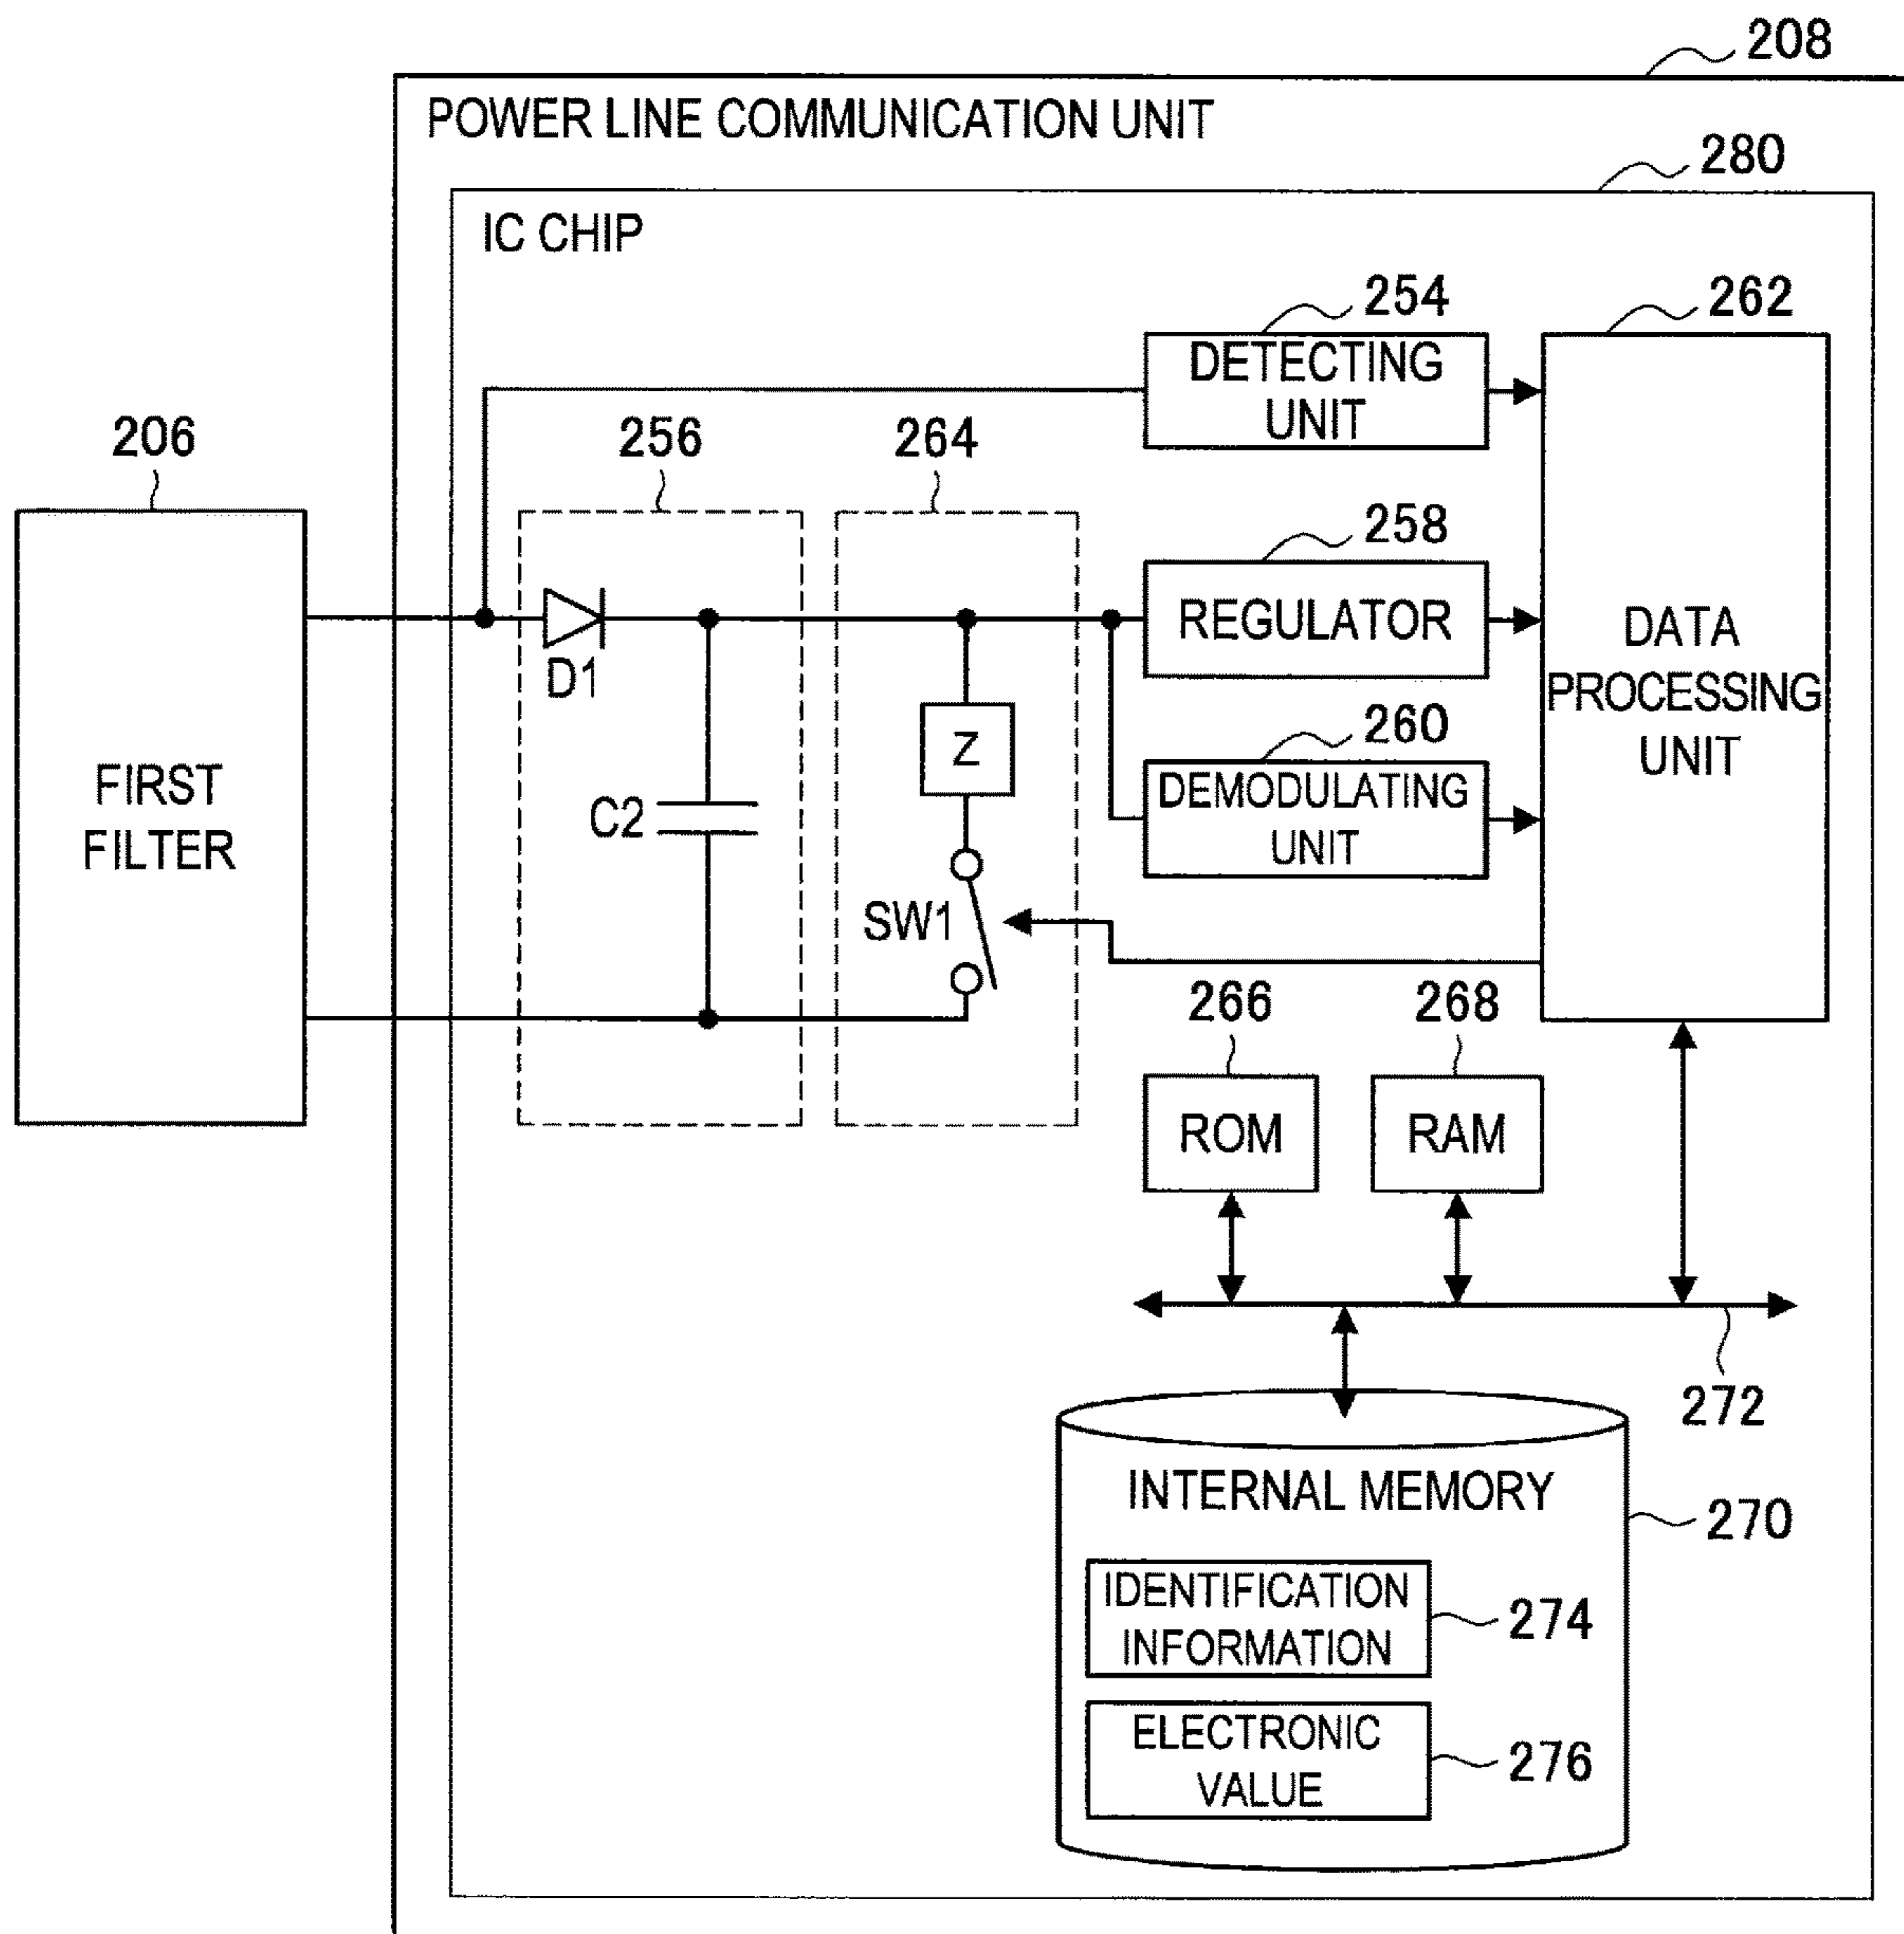 208
POWER LINE COMMUNICATION UNIT
280
IC CHIP
254
262
DETECTING
UNIT
206
256
264
258
REGULATOR
DATA
PROCESSING
UNIT
D1
Z
260
DEMODULATING
UNIT
FIRST
FILTER
C2
SW1
266
268
ROM
RAM
272
INTERNAL MEMORY
270
IDENTIFICATION
INFORMATION
274
ELECTRONIC
VALUE
276